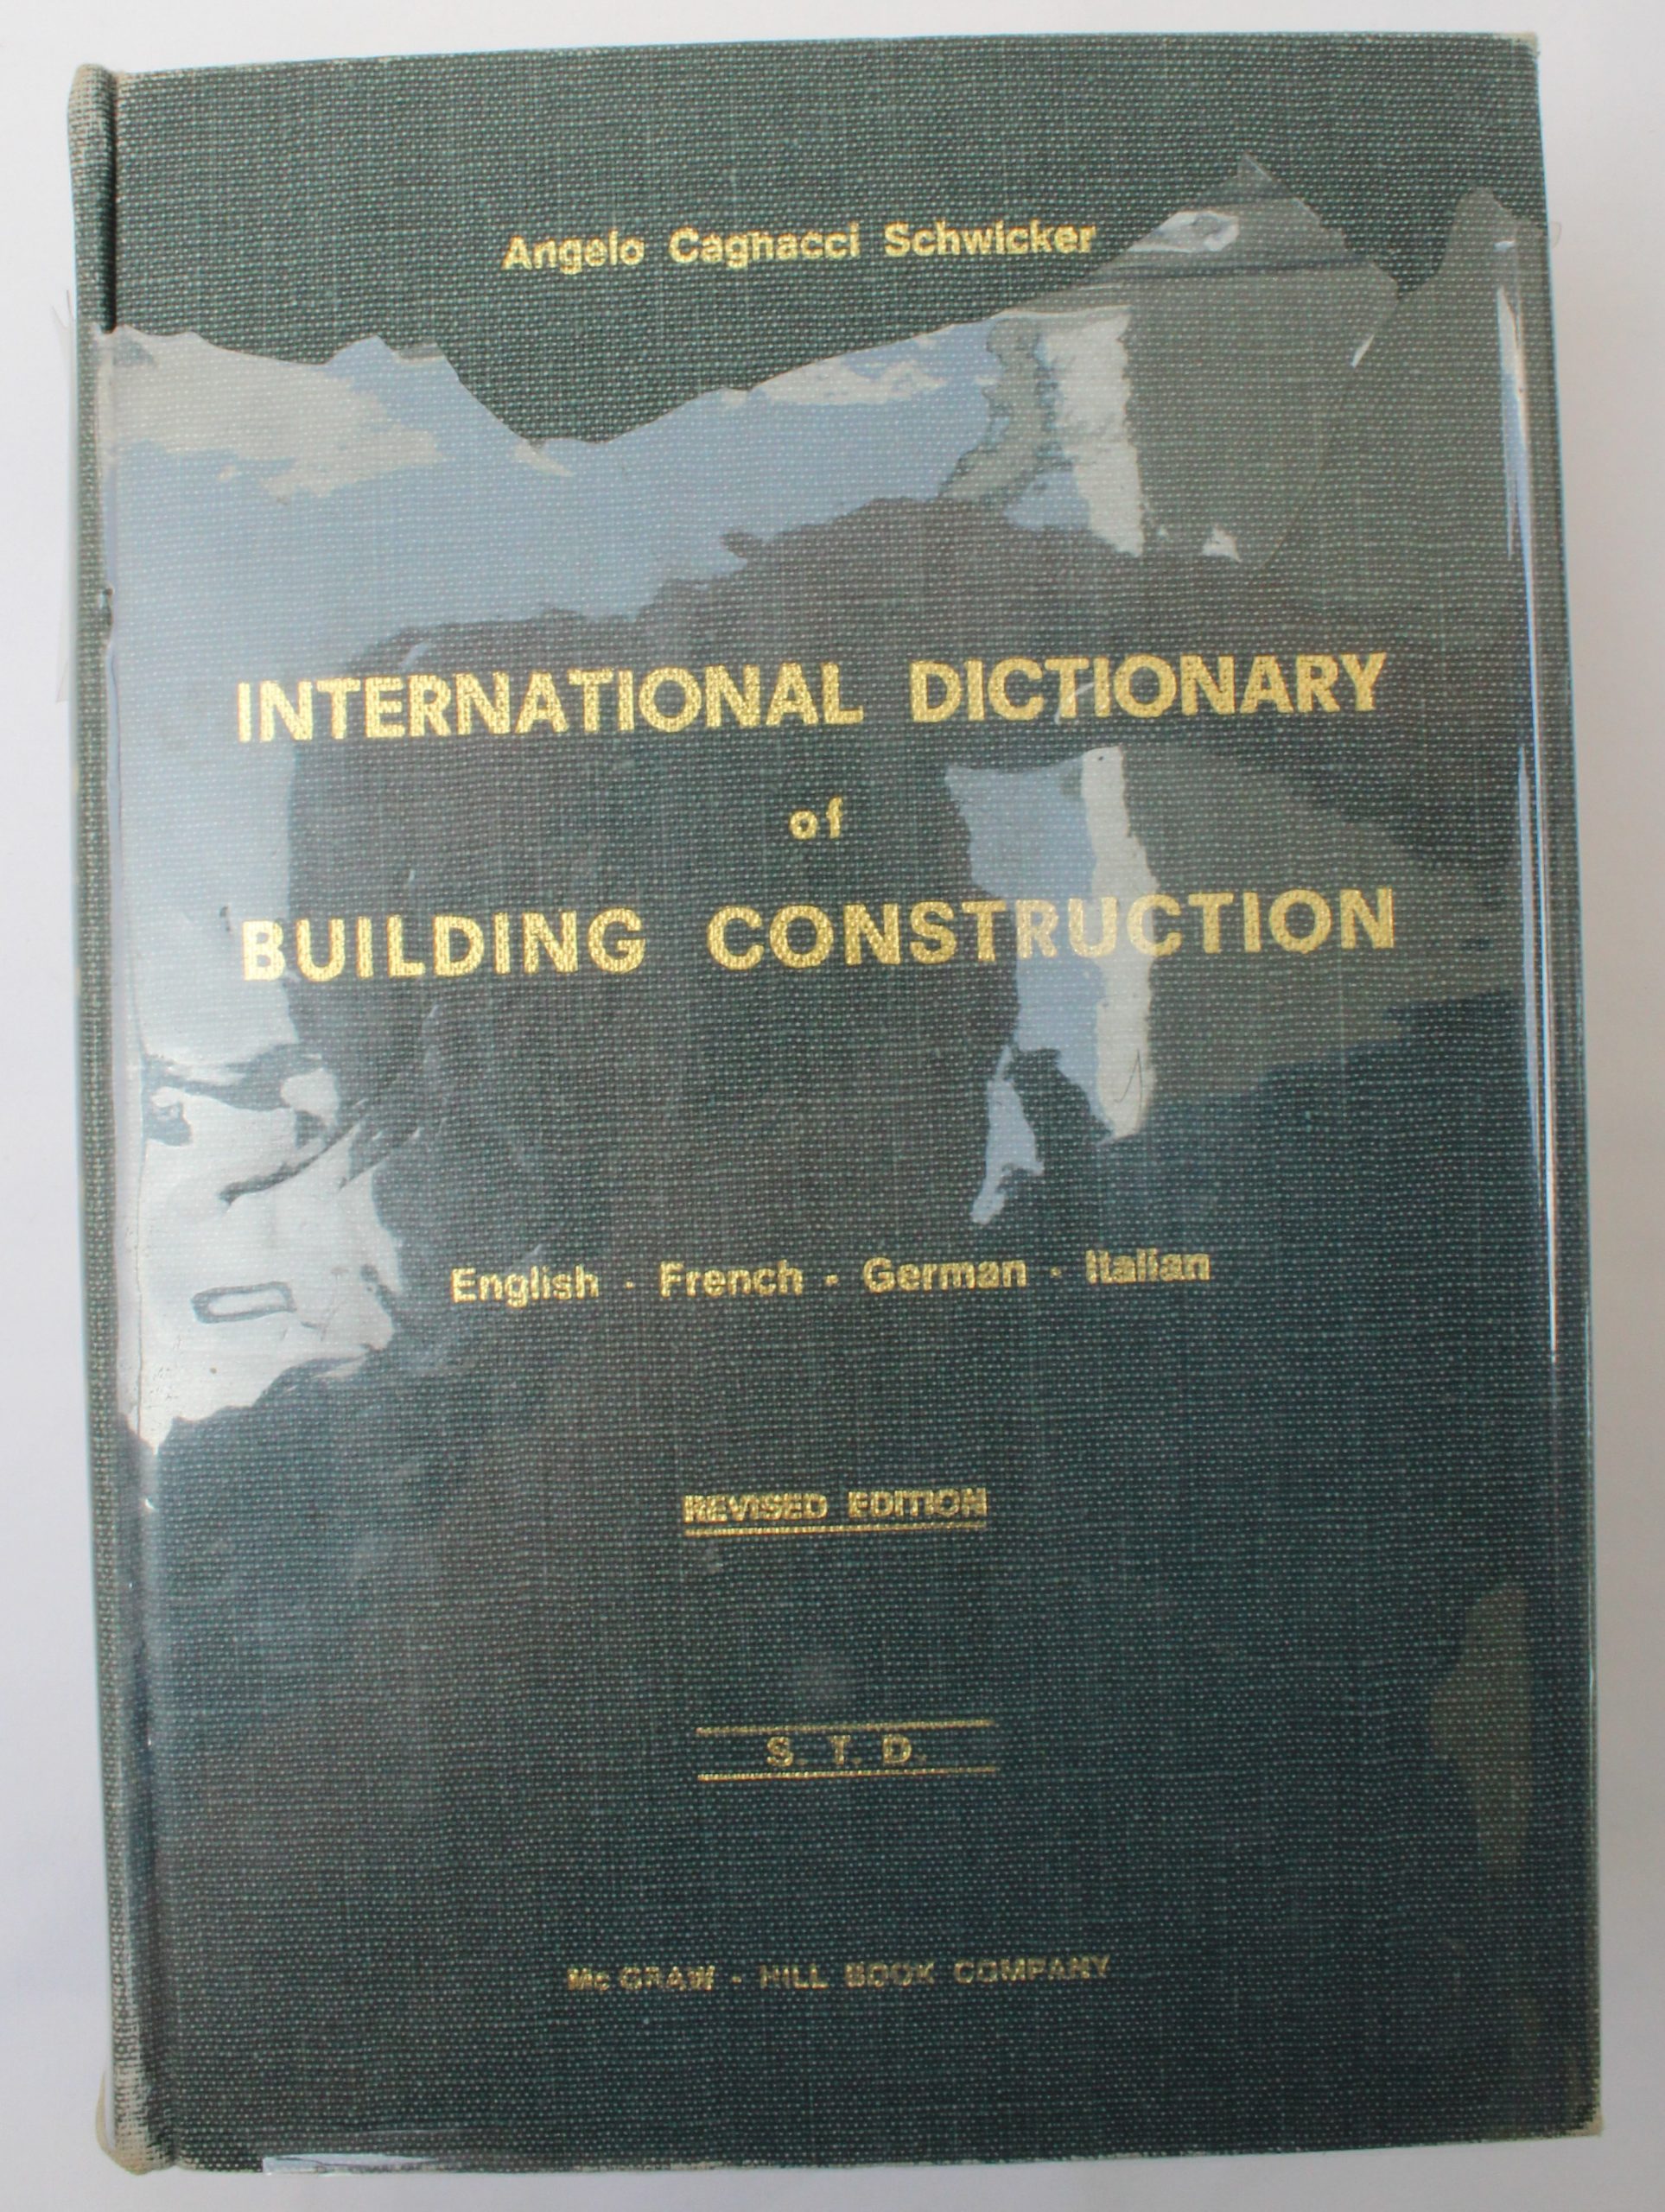 Angelo Cagnacci Schwicker
INTERNATIONAL DICTIONARY
of
BUILDING CONSTRUCTION
English - French - German - Italian
REVISED EDITION
S. T. D.
Mc GRAW - HILL BOOK COMPANY